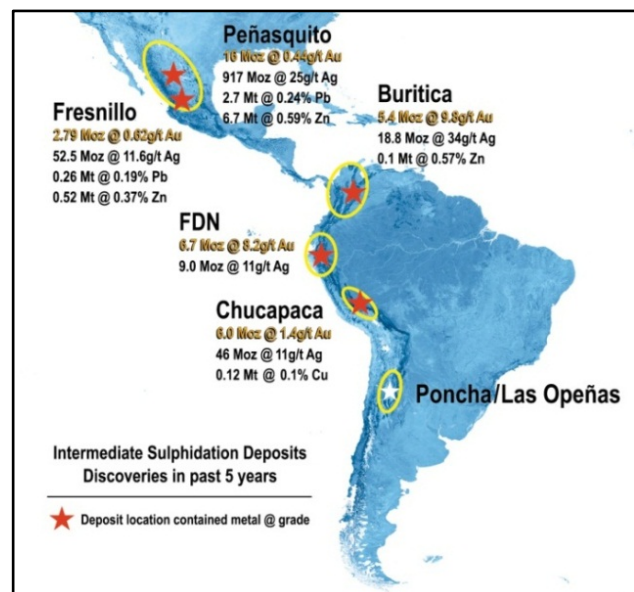 Peñasquito
16 Moz @ 0.44g/t Au
917 Moz @ 25g/t Ag
2.7 Mt @ 0.24% Pb
6.7 Mt @ 0.59% Zn
Buritica
5.4 Moz @ 9.8g/t Au
18.8 Moz @ 34g/t Ag
0.1 Mt @ 0.57% Zn
Fresnillo
2.79 Moz @ 0.62g/t Au
52.5 Moz @ 11.6g/t Ag
0.26 Mt @ 0.19% Pb
0.52 Mt @ 0.37% Zn
FDN
6.7 Moz @ 8.2g/t Au
9.0 Moz @ 11g/t Ag
Chucapaca
6.0 Moz @ 1.4g/t Au
46 Moz @ 11g/t Ag
0.12 Mt @ 0.1% Cu
Poncha/Las Opeñas
Intermediate Sulphidation Deposits
Discoveries in past 5 years
Deposit location contained metal @ grade